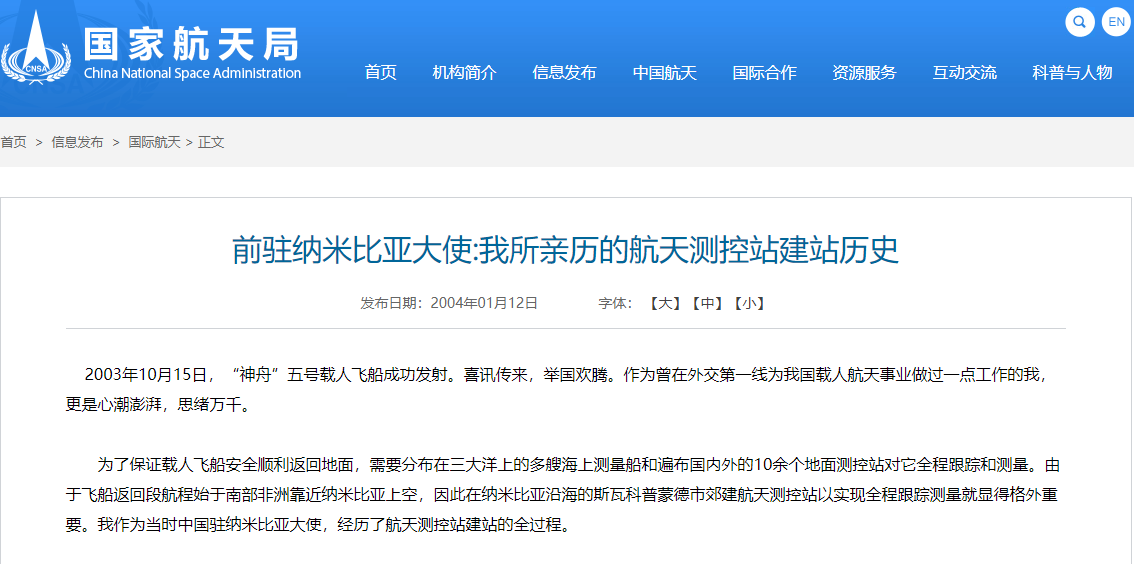 EN
CNSA
国家航天局
China National Space Administration
首页 机构简介 信息发布 中国航天 国际合作 资源服务 互动交流 科普与人物
首页 > 信息发布 > 国际航天 > 正文
前驻纳米比亚大使:我所亲历的航天测控站建站历史
发布日期：2004年01月12日 字体：【大】【中】【小】
2003年10月15日，“神舟”五号载人飞船成功发射。喜讯传来，举国欢腾。作为曾在外交第一线为我国载人航天事业做过一点工作的我，
更是心潮澎湃，思绪万千。
为了保证载人飞船安全顺利返回地面，需要分布在三大洋上的多艘海上测量船和遍布国内外的10余个地面测控站对它全程跟踪和测量。由
于飞船返回段航程始于南部非洲靠近纳米比亚上空，因此在纳米比亚沿海的斯瓦科普蒙德市郊建航天测控站以实现全程跟踪测量就显得格外重
要。我作为当时中国驻纳米比亚大使，经历了航天测控站建站的全过程。